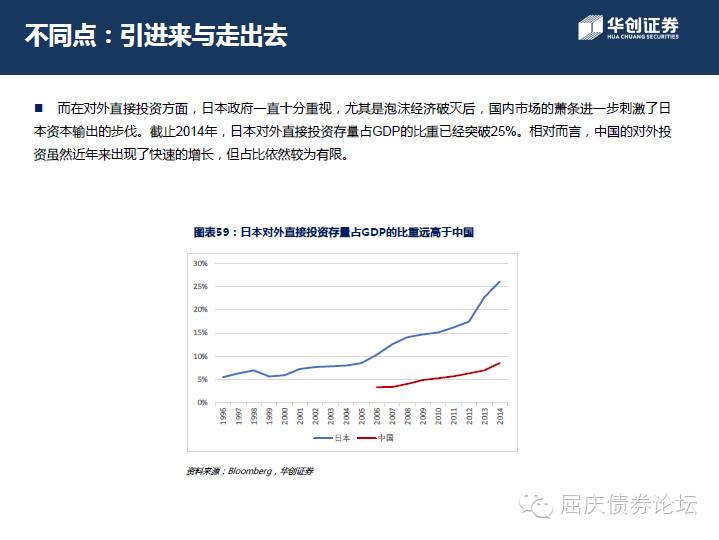 不同点：引进来与走出去
华创证券
HUA CHUANG SECURITIES
■ 而在对外直接投资方面，日本政府一直十分重视，尤其是泡沫经济破灭后，国内市场的萧条进一步刺激了日
本资本输出的步伐。截止2014年，日本对外直接投资存量占GDP的比重已经突破25%。相对而言，中国的对外投
资虽然近年来出现了快速的增长，但占比依然较为有限。
图表59：日本对外直接投资存量占GDP的比重远高于中国
30%
25%
20%
15%
10%
5%
0%
1996 1997 1998 1999 2000 2001 2002 2003 2004 2005 2006 2007 2008 2009 2010 2011 2012 2013 2014
日本 中国
资料来源：Bloomberg，华创证券
屈庆债券论坛